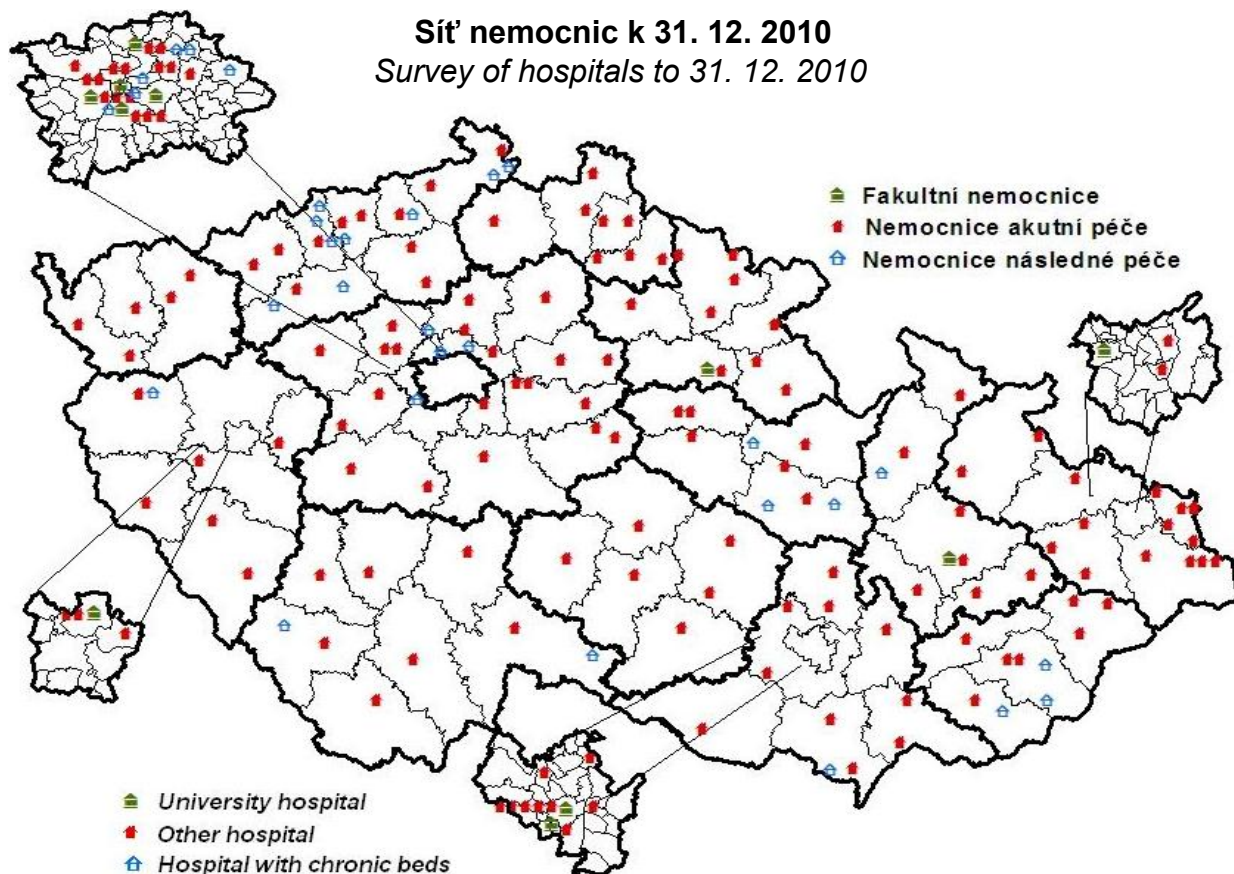 Síť nemocnic k 31. 12. 2010
Survey of hospitals to 31. 12. 2010
Fakultní nemocnice
Nemocnice akutní péče
Nemocnice následné péče
University hospital
Other hospital
Hospital with chronic beds